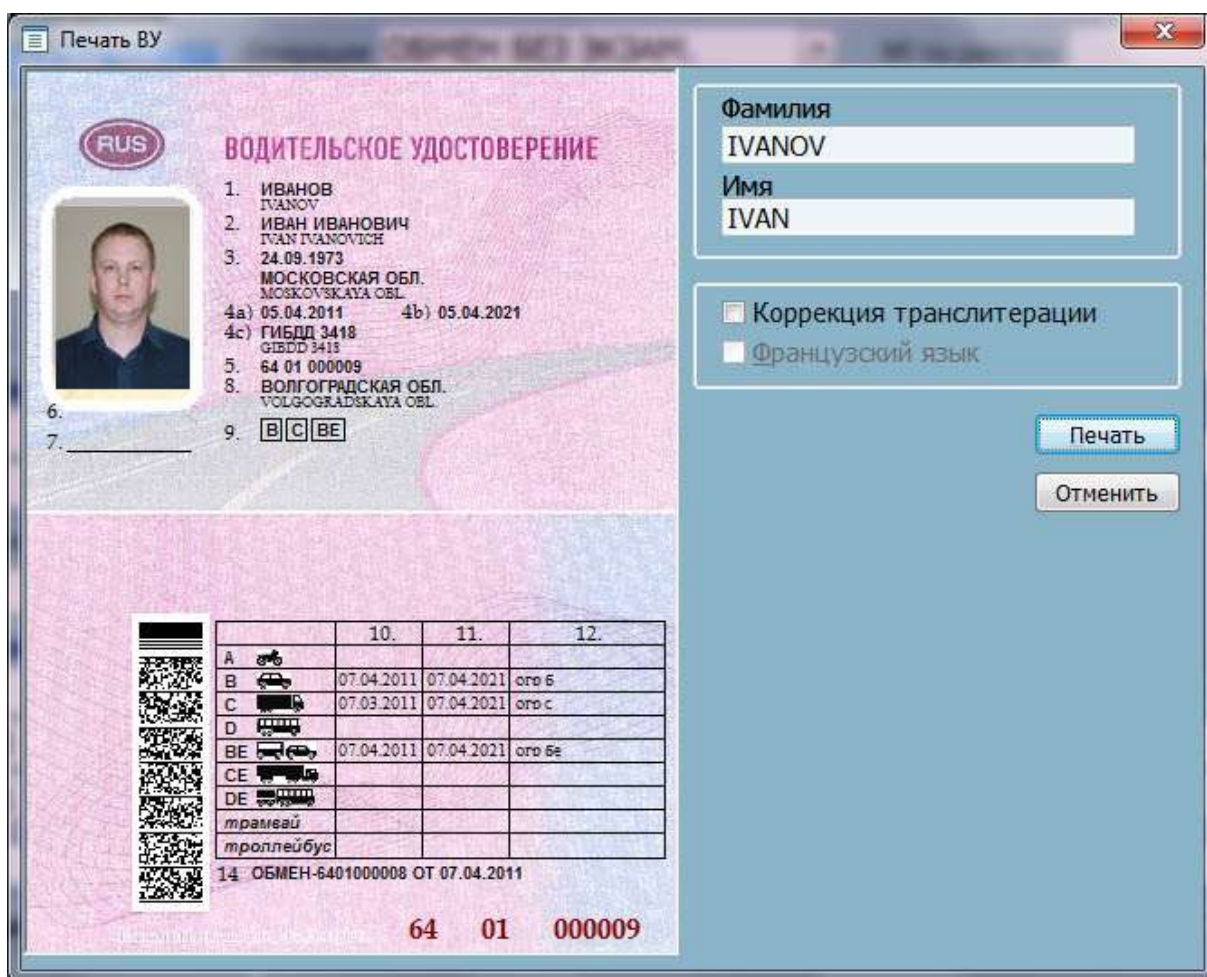 Печать ВУ
RUS
ВОДИТЕЛЬСКОЕ УДОСТОВЕРЕНИЕ
1. ИВАНОВ
IVANOV
2. ИВАН ИВАНОВИЧ
IVAN IVANOVICH
3. 24.09.1973
МОСКОВСКАЯ ОБЛ.
MOSKOVSKAYA OBL.
4a) 05.04.2011 4b) 05.04.2021
4c) ГИБДД 3418
GIBDD 3418
5. 64 01 000009
8. ВОЛГОГРАДСКАЯ ОБЛ.
VOLGOGRADSKAYA OBL.
6.
7.
9. B C BE
10. 11. 12.
A
B 07.04.2011 07.04.2021 огр б
C 07.03.2011 07.04.2021 огр с
D
BE 07.04.2011 07.04.2021 огр бе
CE
DE
трамвай
троллейбус
14 ОБМЕН-6401000008 ОТ 07.04.2011
64 01 000009
Фамилия
IVANOV
Имя
IVAN
Коррекция транслитерации
Французский язык
Печать
Отменить